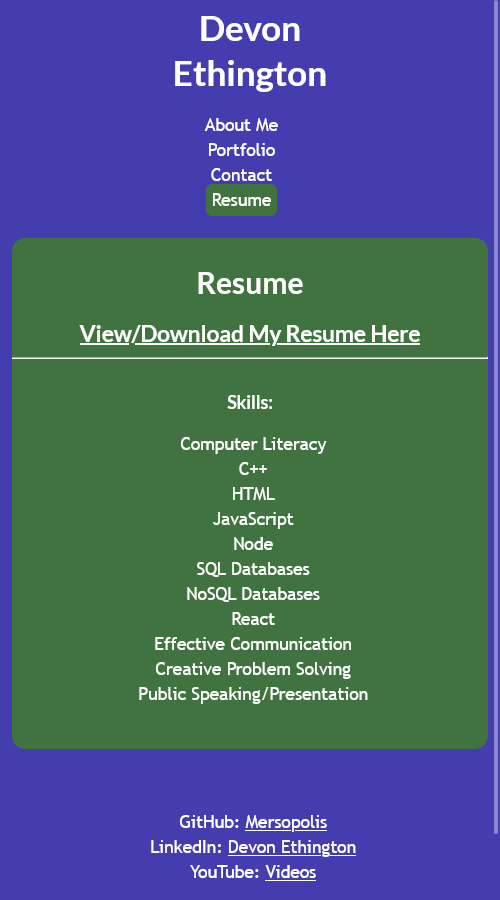 Devon
Ethington
About Me
Portfolio
Contact
Resume
Resume
View/Download My Resume Here
Skills:
Computer Literacy
C++
HTML
JavaScript
Node
SQL Databases
NoSQL Databases
React
Effective Communication
Creative Problem Solving
Public Speaking/Presentation
GitHub: Mersopolis
LinkedIn: Devon Ethington
YouTube: Videos